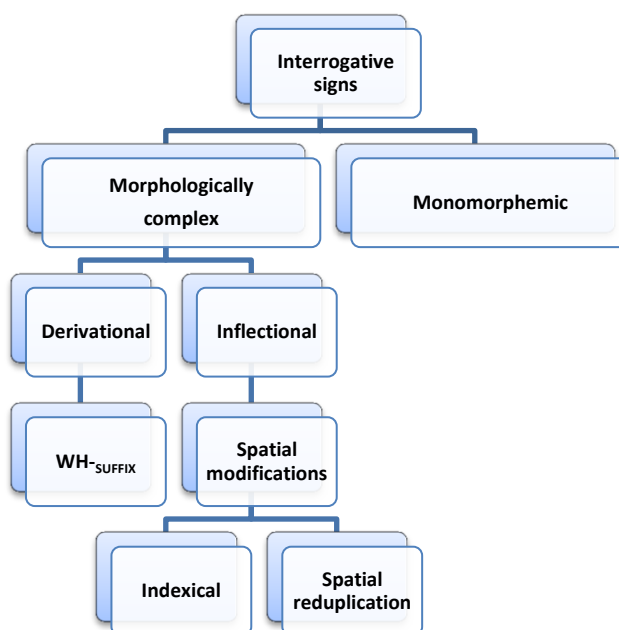 Interrogative
signs
Morphologically
complex
Monomorphemic
Derivational
Inflectional
WH-SUFFIX
Spatial
modifications
Indexical
Spatial
reduplication